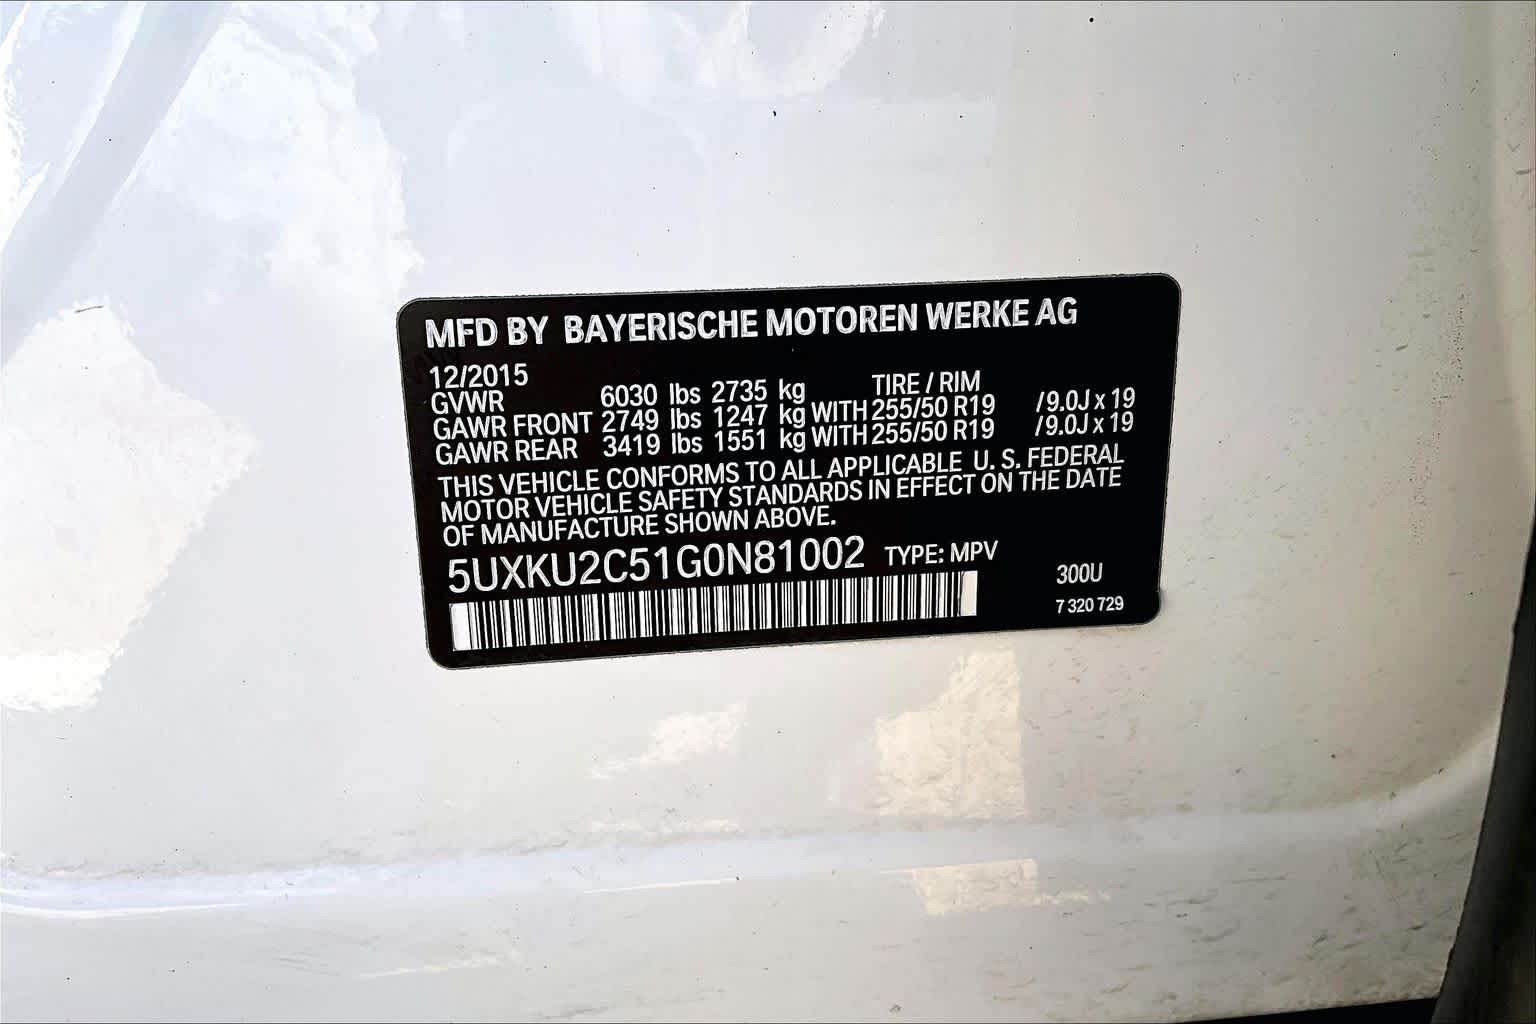 MFD BY BAYERISCHE MOTOREN WERKE AG
12/2015 TIRE / RIM
GVWR 6030 lbs 2735 kg
GAWR FRONT 2749 lbs 1247 kg WITH 255/50 R19 /9.0J x 19
GAWR REAR 3419 lbs 1551 kg WITH 255/50 R19 /9.0J x 19
THIS VEHICLE CONFORMS TO ALL APPLICABLE U. S. FEDERAL
MOTOR VEHICLE SAFETY STANDARDS IN EFFECT ON THE DATE
OF MANUFACTURE SHOWN ABOVE.
5UXKU2C51G0N81002 TYPE: MPV
300U
7 320 729